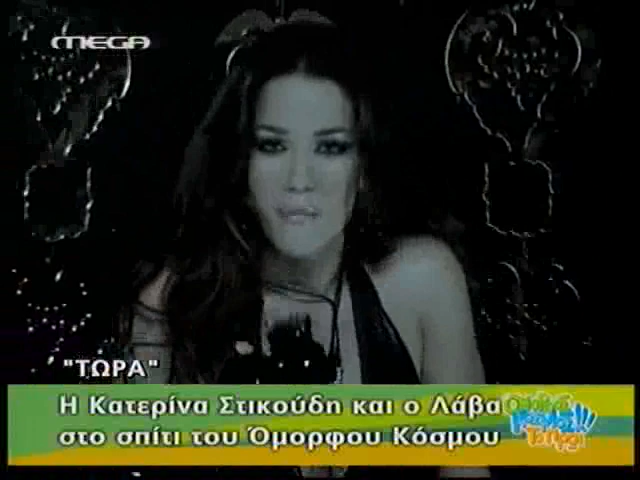 MEGA
"ΤΩΡΑ"
Η Κατερίνα Στικούδη και ο Λάβα
στο σπίτι του Όμορφου Κόσμου